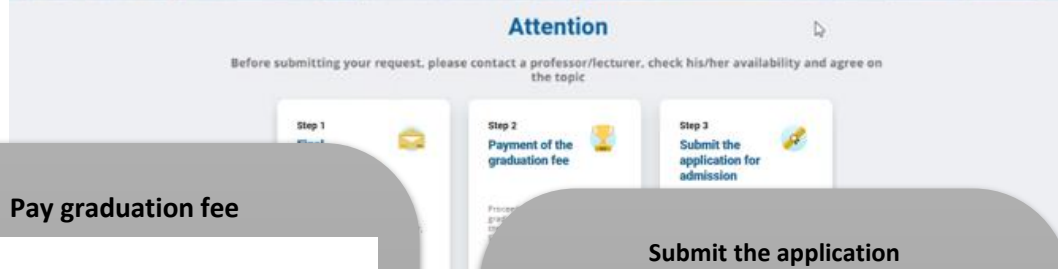 Attention
Before submitting your request, please contact a professor/lecturer, check his/her availability and agree on
the topic
Step 1
Final
Step 2
Payment of the
graduation fee
Step 3
Submit the
application for
admission
Pay graduation fee
Submit the application